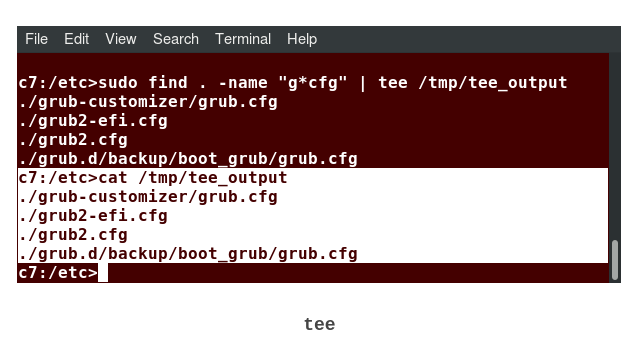 File Edit View Search Terminal Help
c7:/etc>sudo find . -name "g*cfg" | tee /tmp/tee_output
./grub-customizer/grub.cfg
./grub2-efi.cfg
./grub2.cfg
./grub.d/backup/boot_grub/grub.cfg
c7:/etc>cat /tmp/tee_output
./grub-customizer/grub.cfg
./grub2-efi.cfg
./grub2.cfg
./grub.d/backup/boot_grub/grub.cfg
c7:/etc>
tee